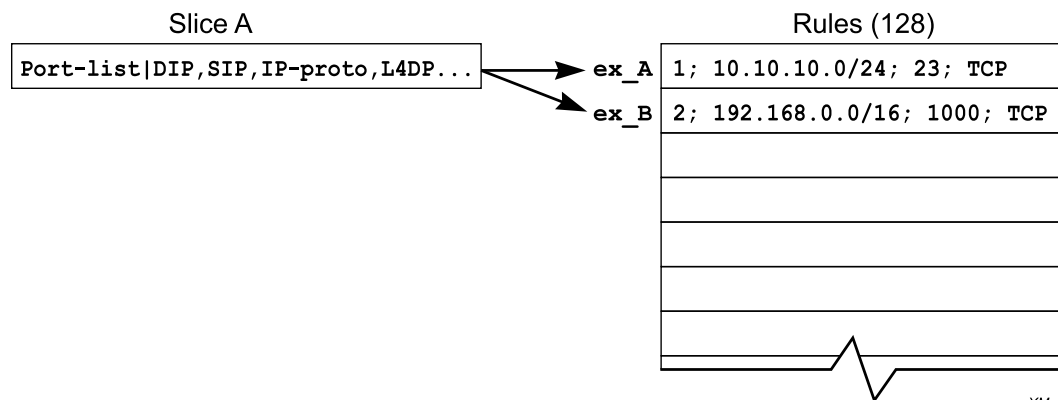 Slice A
Rules (128)
Port-list|DIP,SIP,IP-proto,L4DP...
ex_A 1; 10.10.10.0/24; 23; TCP
ex_B 2; 192.168.0.0/16; 1000; TCP